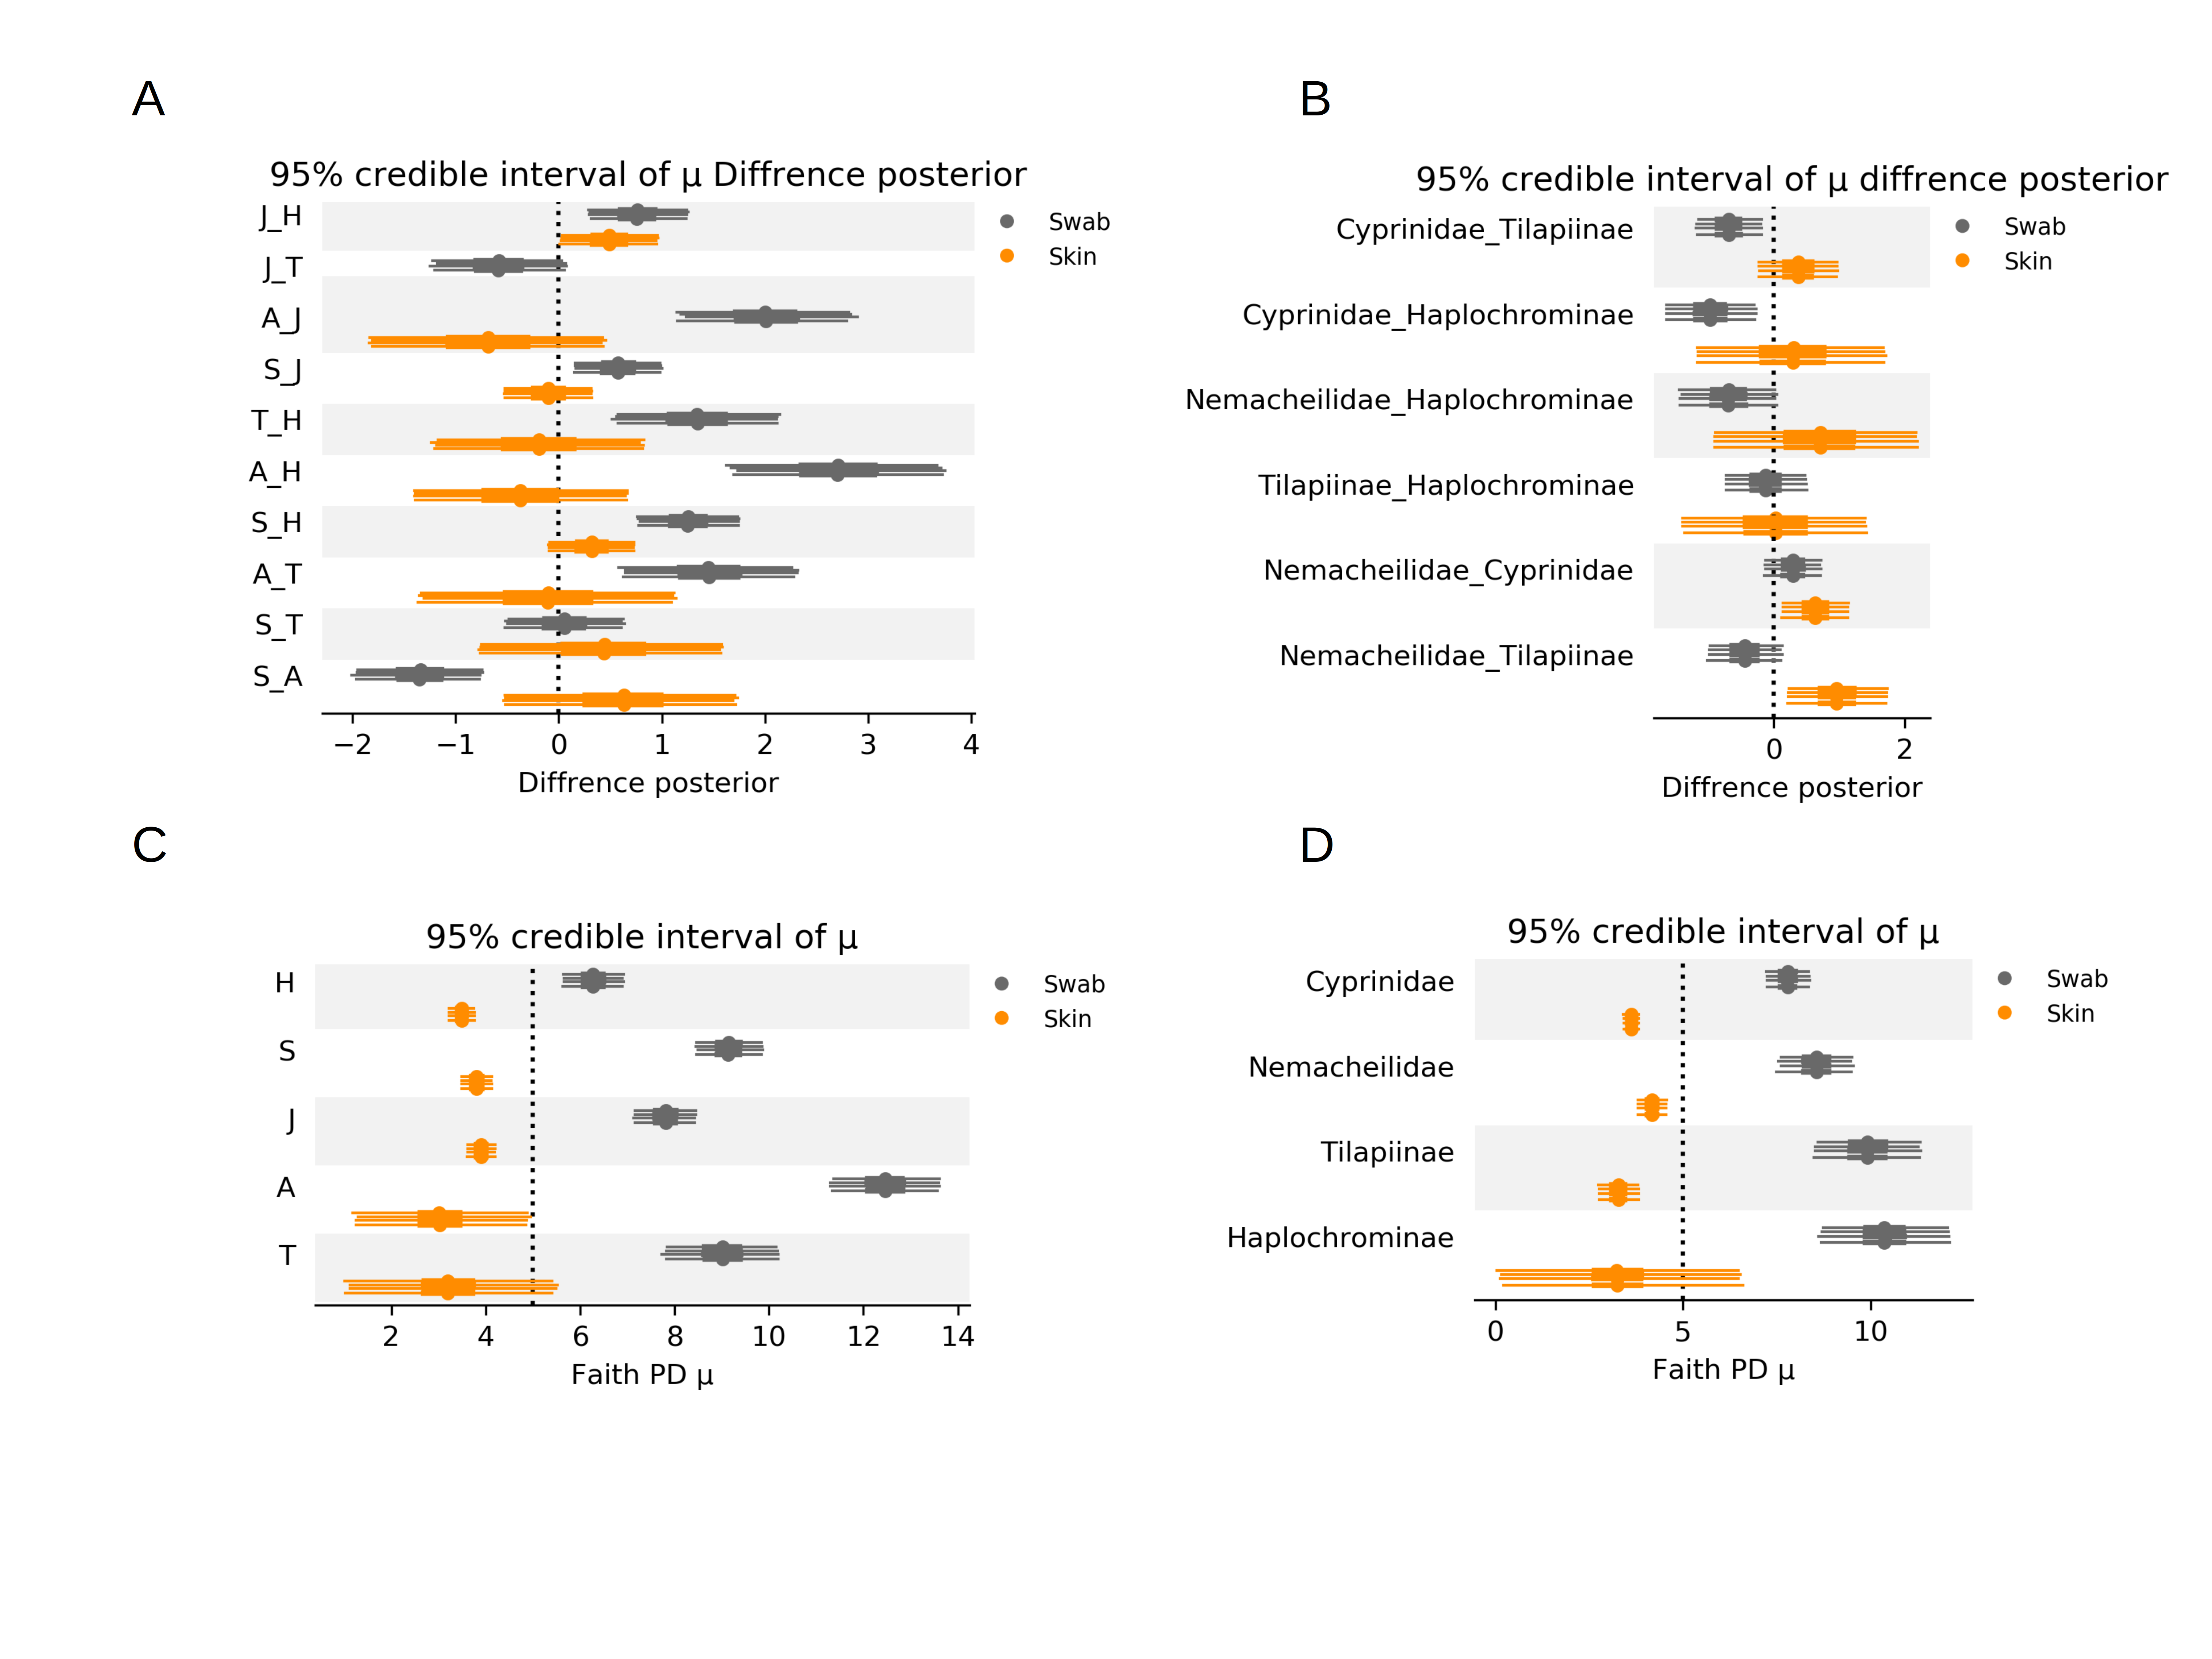 A
95% credible interval of μ Diffrence posterior
J_H
J_T
A_J
S_J
T_H
A_H
S_H
A_T
S_T
S_A
Swab
Skin
−2 −1 0 1 2 3 4
Diffrence posterior
B
95% credible interval of μ diffrence posterior
Cyprinidae_Tilapiinae
Cyprinidae_Haplochrominae
Nemacheilidae_Haplochrominae
Tilapiinae_Haplochrominae
Nemacheilidae_Cyprinidae
Nemacheilidae_Tilapiinae
Swab
Skin
0 2
Diffrence posterior
C
95% credible interval of μ
H
S
J
A
T
Swab
Skin
2 4 6 8 10 12 14
Faith PD μ
D
95% credible interval of μ
Cyprinidae
Nemacheilidae
Tilapiinae
Haplochrominae
Swab
Skin
0 5 10
Faith PD μ